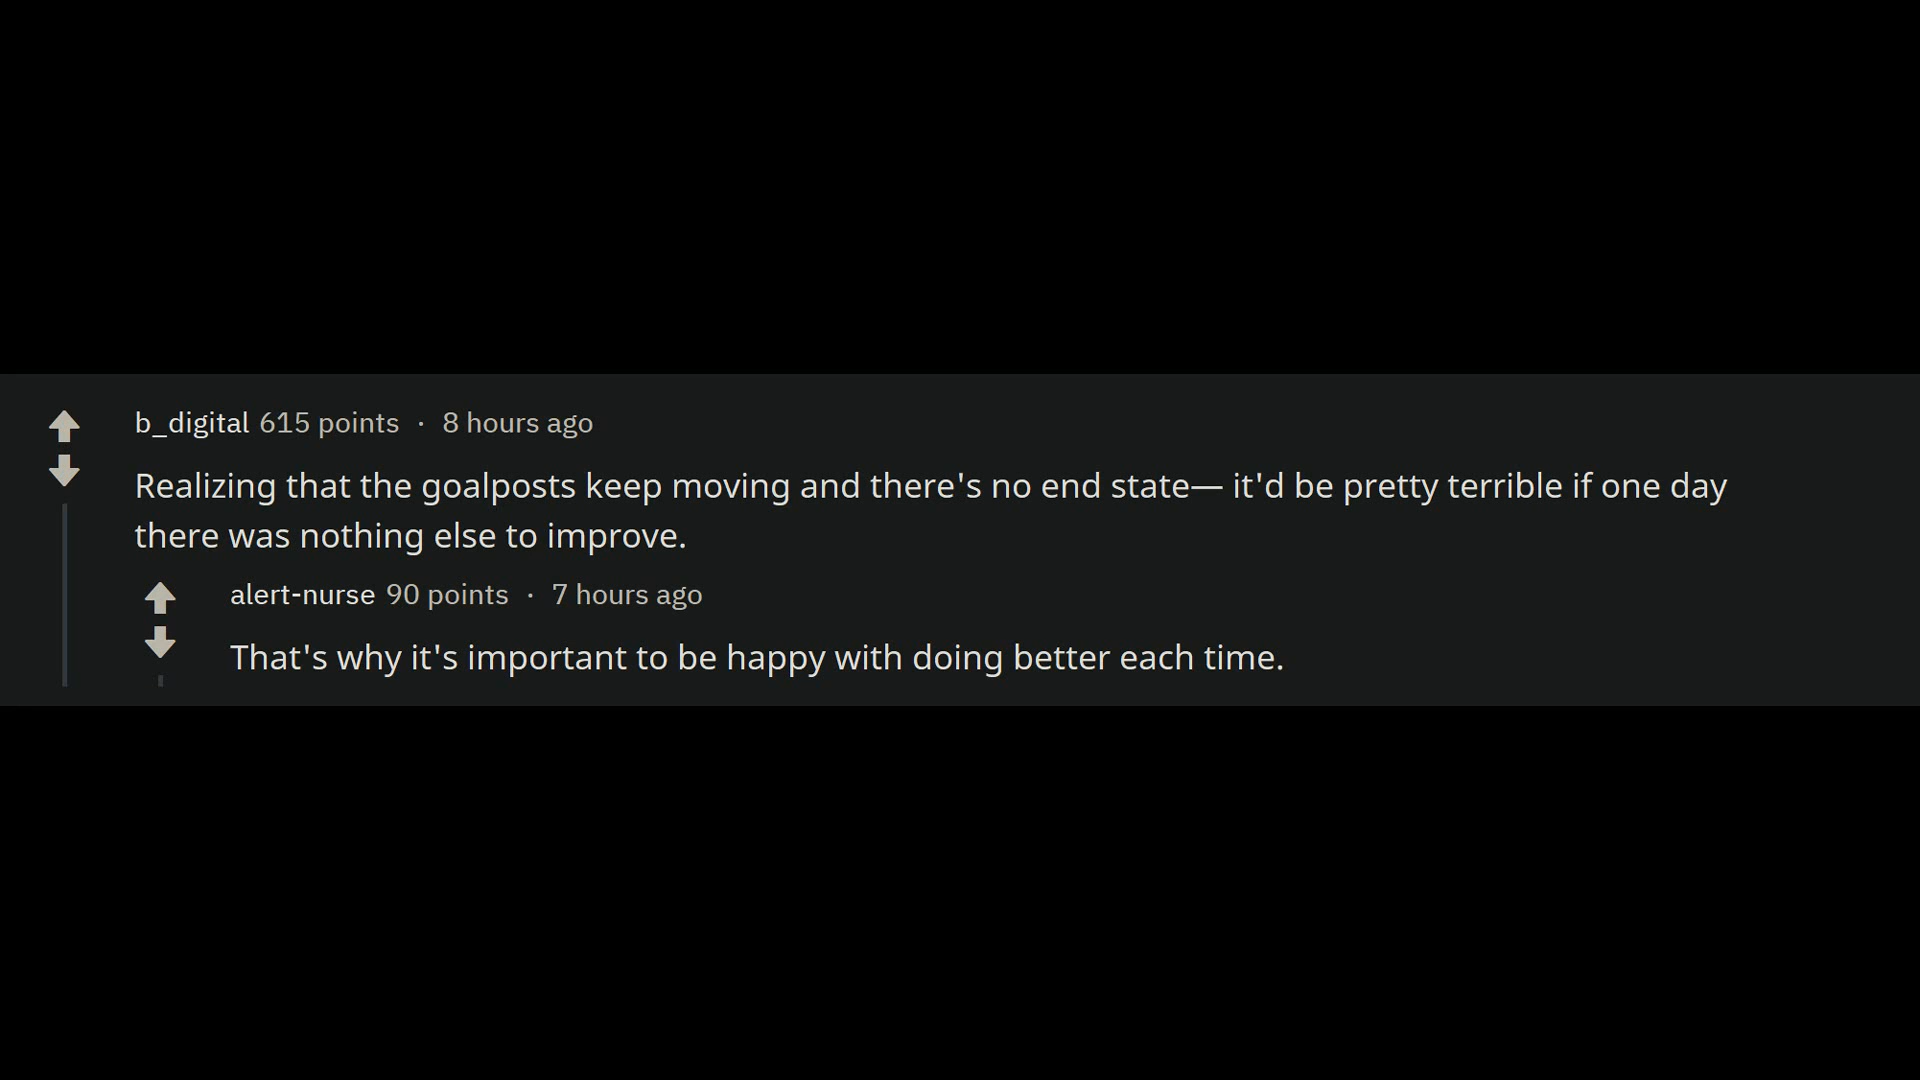 b_digital 615 points · 8 hours ago
Realizing that the goalposts keep moving and there's no end state— it'd be pretty terrible if one day
there was nothing else to improve.
alert-nurse 90 points · 7 hours ago
That's why it's important to be happy with doing better each time.